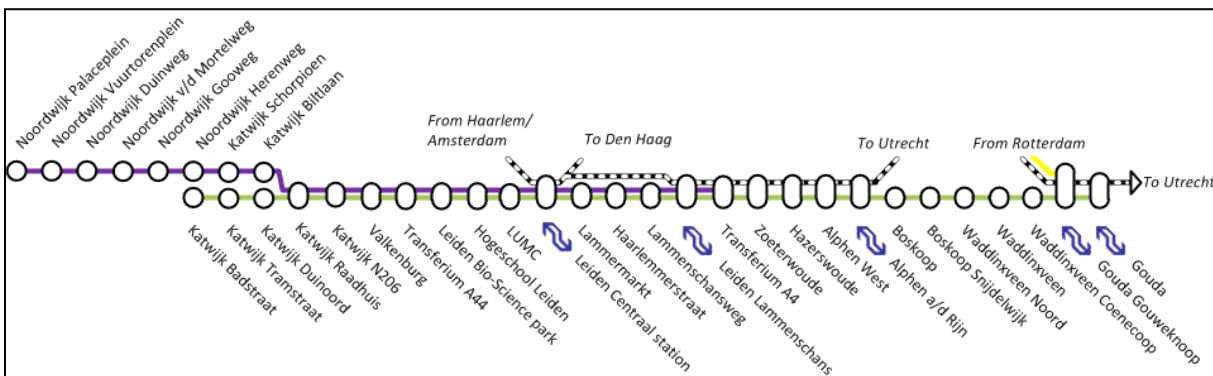 Noordwijk Palaceplein
Noordwijk Vuurtorenplein
Noordwijk Duinweg
Noordwijk v/d Mortelweg
Noordwijk Gooweg
Noordwijk Herenweg
Katwijk Schorpioen
Katwijk Biltlaan
From Haarlem/
Amsterdam
To Den Haag
To Utrecht
From Rotterdam
To Utrecht
Katwijk Badstraat
Katwijk Tramstraat
Katwijk Duinoord
Katwijk Raadhuis
Katwijk N206
Valkenburg
Transferium A44
Leiden Bio-Science park
Hogeschool Leiden
LUMC
Leiden Centraal station
Lammermarkt
Haarlemmerstraat
Lammenschansweg
Leiden Lammenschans
Transferium A4
Zoeterwoude
Hazerswoude
Alphen West
Alphen a/d Rijn
Boskoop
Boskoop Snijdelwijk
Waddinxveen Noord
Waddinxveen
Waddinxveen Coenecoop
Gouda Gouweknoop
Gouda